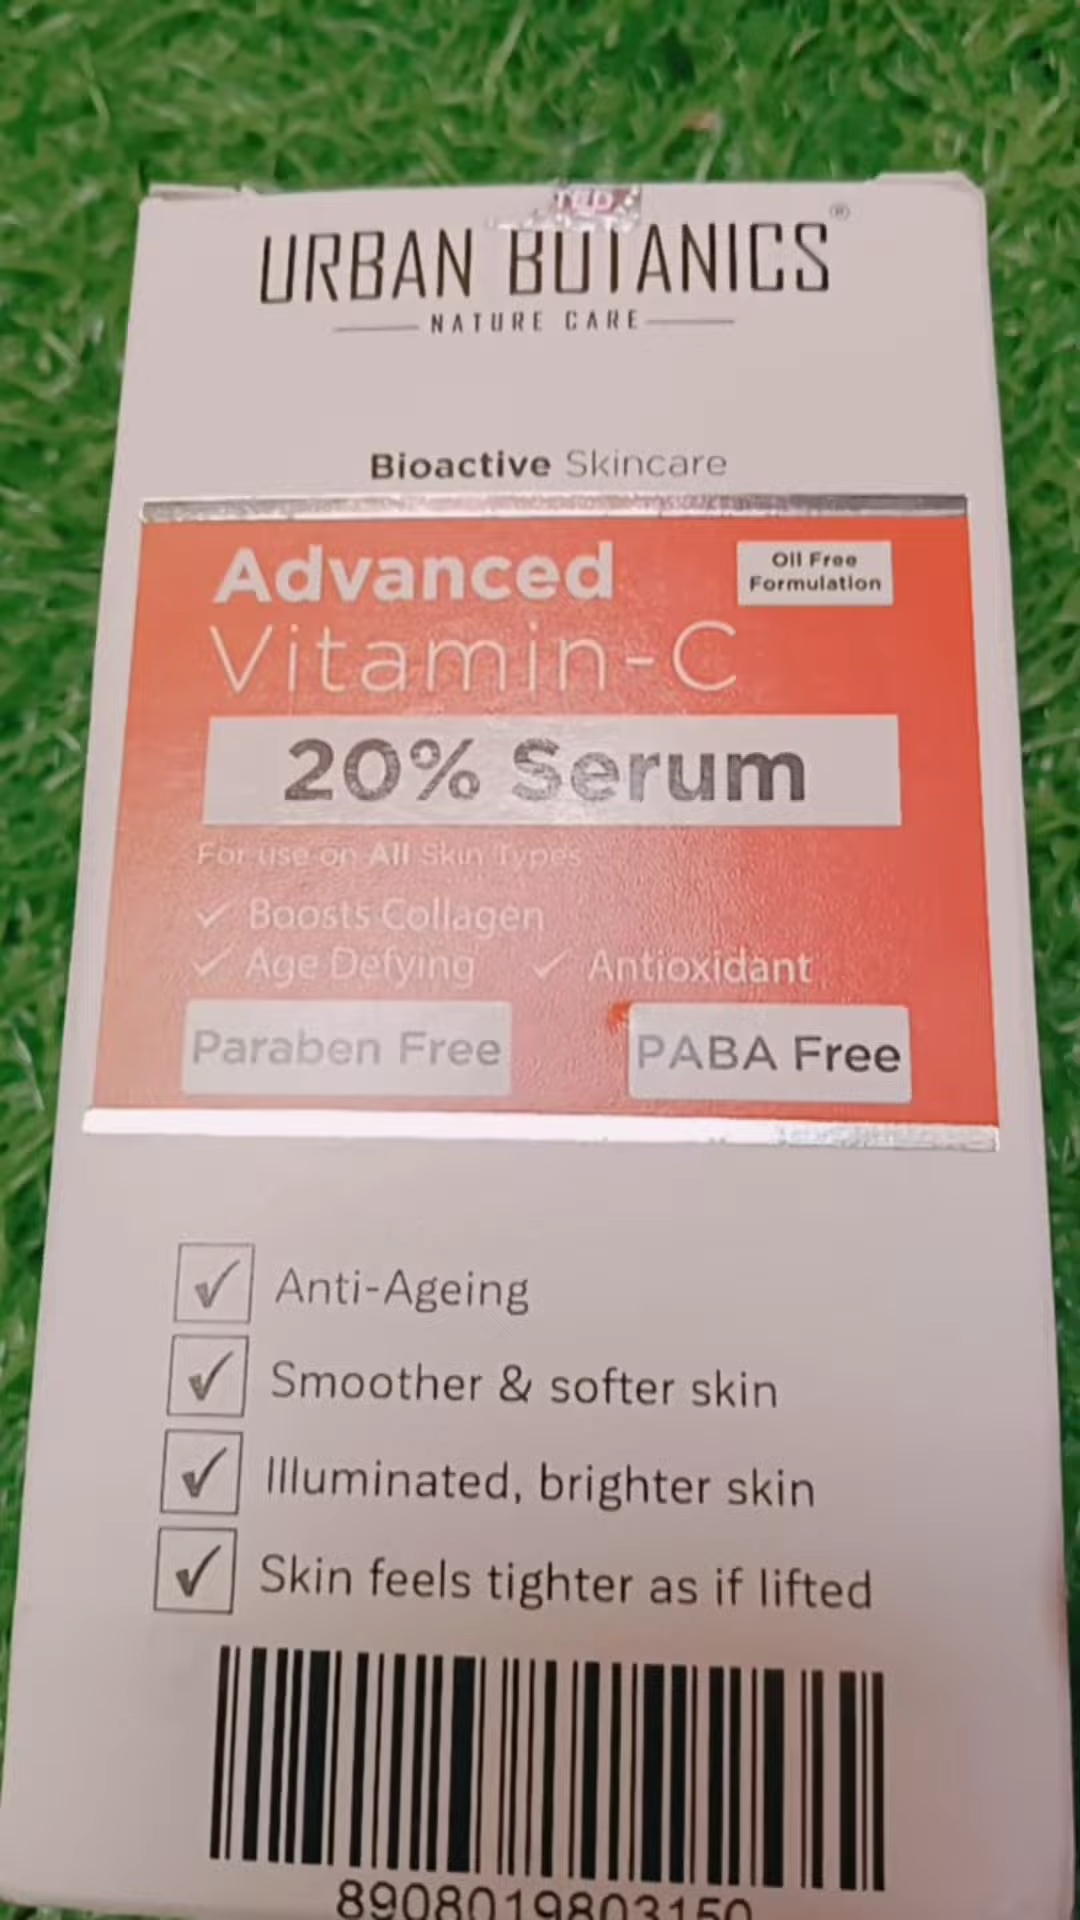 TED
URBAN BOTANICS®
NATURE CARE
Bioactive Skincare
Advanced
Oil Free
Formulation
Vitamin-C
20% Serum
For use on All Skin Types
✓ Boosts Collagen
✓ Age Defying ✓ Antioxidant
Paraben Free PABA Free
✓ Anti-Ageing
✓ Smoother & softer skin
✓ Illuminated, brighter skin
✓ Skin feels tighter as if lifted
8908019803150